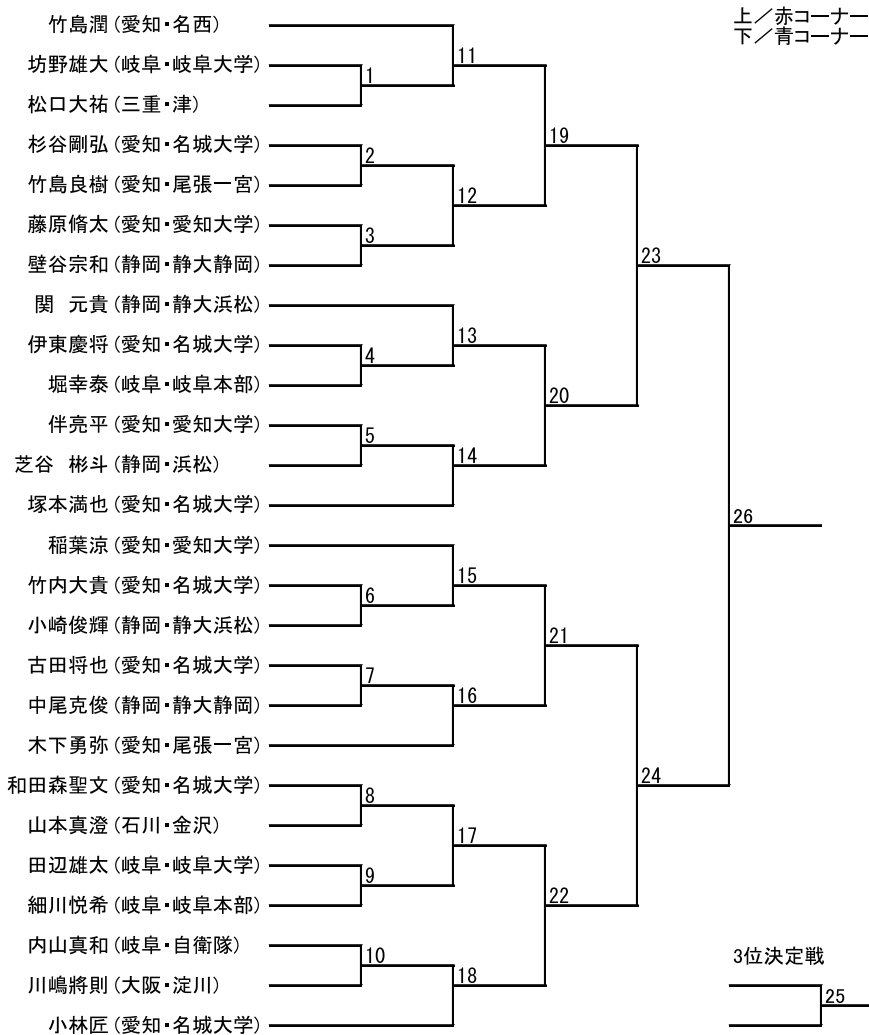 上／赤コーナー
下／青コーナー
竹島潤（愛知・名西）
11
坊野雄大（岐阜・岐阜大学）
1
松口大祐（三重・津）
19
杉谷剛弘（愛知・名城大学）
2
竹島良樹（愛知・尾張一宮）
12
藤原脩太（愛知・愛知大学）
3
壁谷宗和（静岡・静大静岡）
23
関　元貴（静岡・静大浜松）
13
伊東慶将（愛知・名城大学）
4
堀幸泰（岐阜・岐阜本部）
20
伴亮平（愛知・愛知大学）
5
芝谷　彬斗（静岡・浜松）
14
塚本満也（愛知・名城大学）
26
稲葉涼（愛知・愛知大学）
15
竹内大貴（愛知・名城大学）
6
小崎俊輝（静岡・静大浜松）
21
古田将也（愛知・名城大学）
7
中尾克俊（静岡・静大静岡）
16
木下勇弥（愛知・尾張一宮）
24
和田森聖文（愛知・名城大学）
8
山本真澄（石川・金沢）
17
田辺雄太（岐阜・岐阜大学）
9
細川悦希（岐阜・岐阜本部）
22
内山真和（岐阜・自衛隊）
10
川嶋將則（大阪・淀川）
18
小林匠（愛知・名城大学）
3位決定戦
25